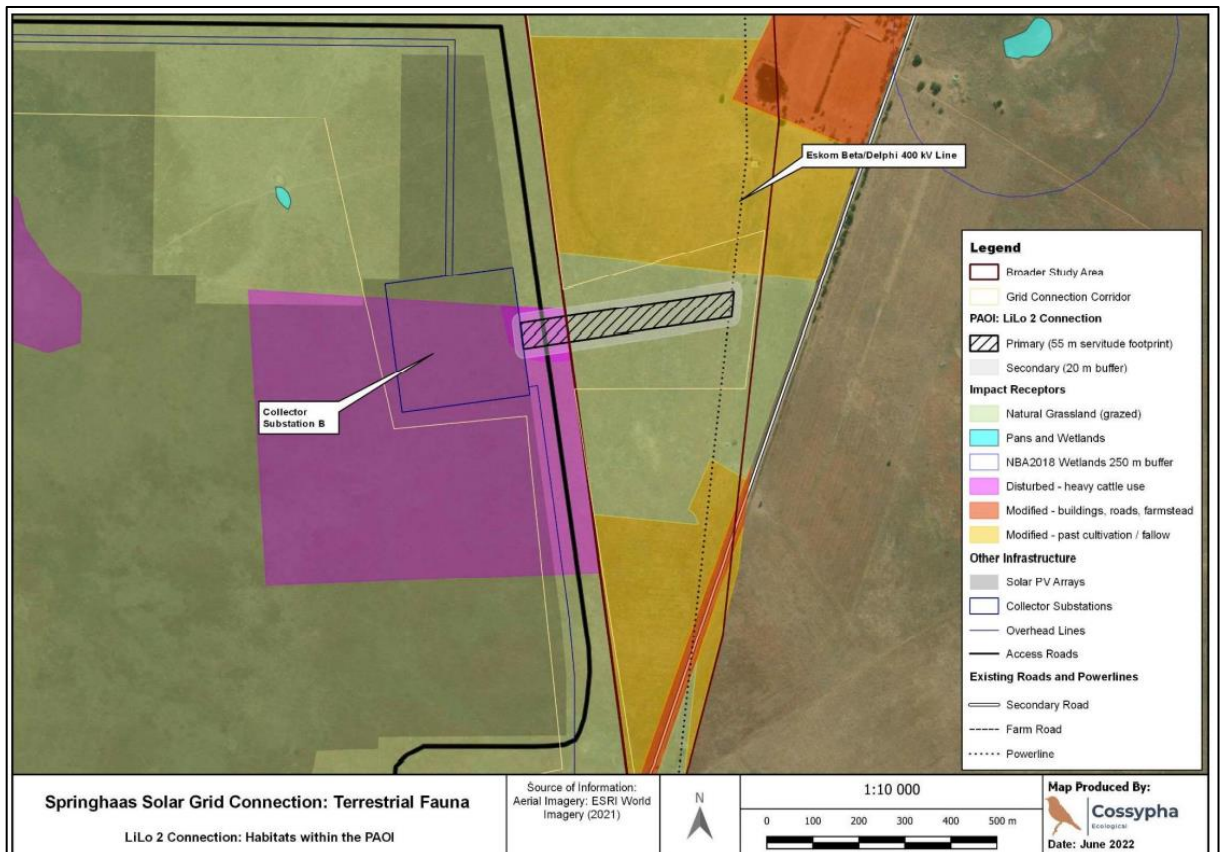 Eskom Beta/Delphi 400 kV Line
Collector
Substation B
Legend
Broader Study Area
Grid Connection Corridor
PAOI: LiLo 2 Connection
Primary (55 m servitude footprint)
Secondary (20 m buffer)
Impact Receptors
Natural Grassland (grazed)
Pans and Wetlands
NBA2018 Wetlands 250 m buffer
Disturbed - heavy cattle use
Modified - buildings, roads, farmstead
Modified - past cultivation / fallow
Other Infrastructure
Solar PV Arrays
Collector Substations
Overhead Lines
Access Roads
Existing Roads and Powerlines
Secondary Road
Farm Road
Powerline
Springhaas Solar Grid Connection: Terrestrial Fauna
LiLo 2 Connection: Habitats within the PAOI
Source of Information:
Aerial Imagery: ESRI World
Imagery (2021)
N
1:10 000
0 100 200 300 400 500 m
Map Produced By:
Cossypha
Ecological
Date: June 2022